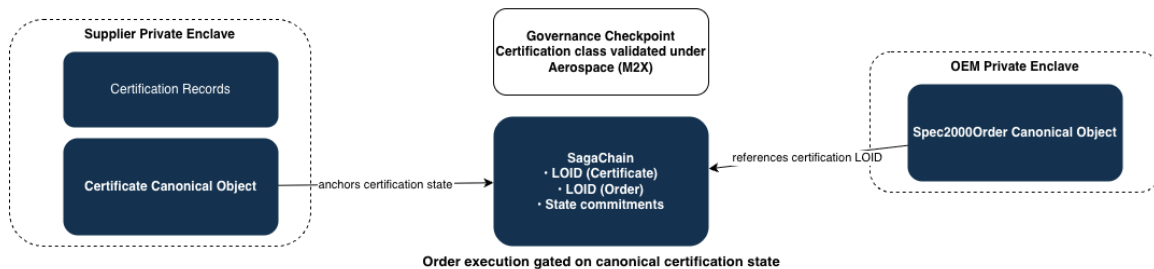 Supplier Private Enclave
Certification Records
Certificate Canonical Object
anchors certification state
Governance Checkpoint
Certification class validated under
Aerospace (M2X)
SagaChain
· LOID (Certificate)
· LOID (Order)
· State commitments
Order execution gated on canonical certification state
references certification LOID
OEM Private Enclave
Spec2000Order Canonical Object